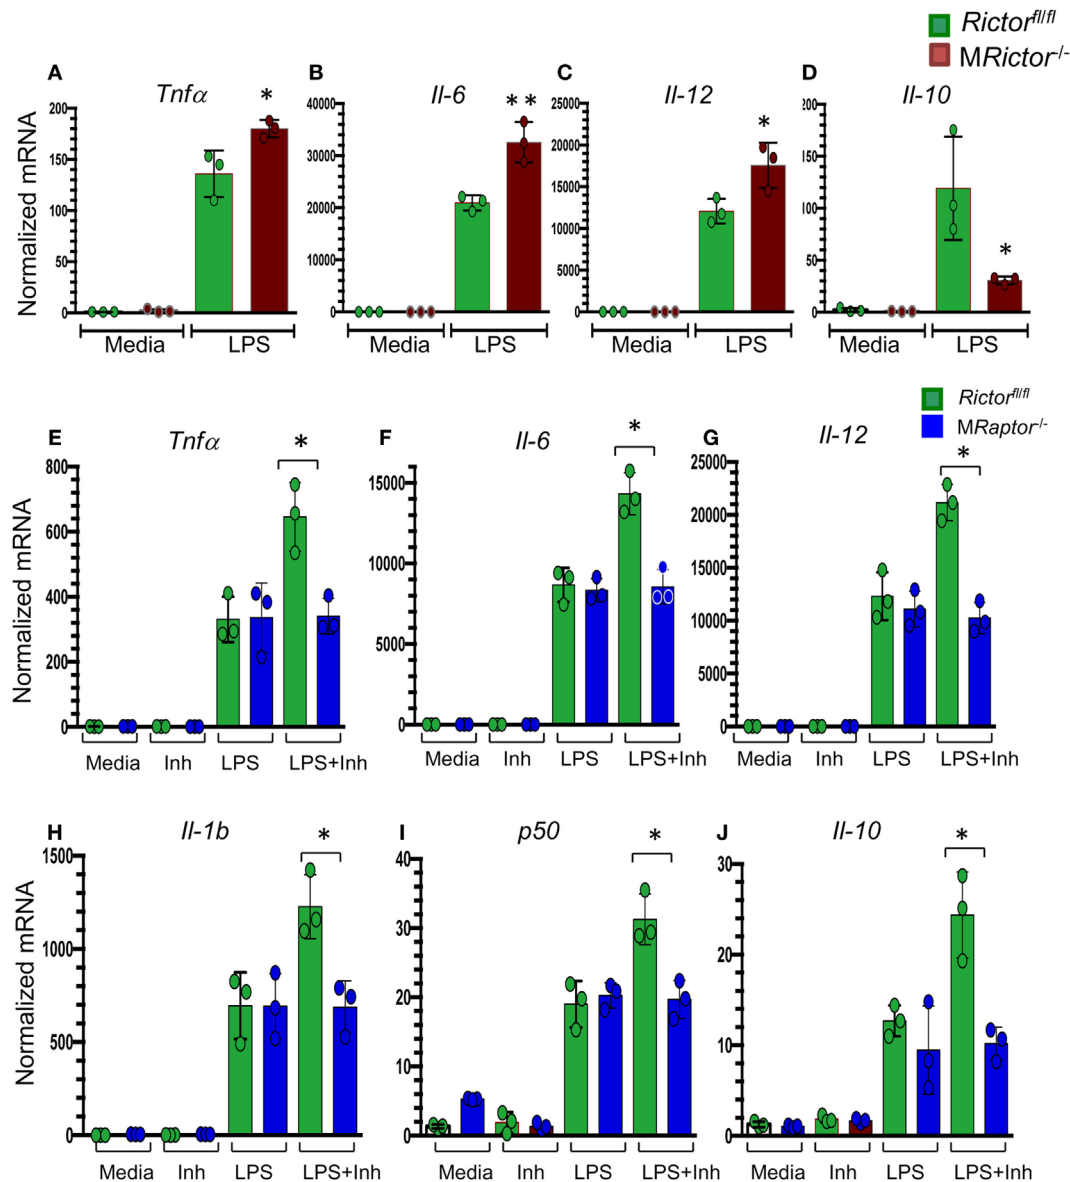 Rictorfl/fl
MRictor-/-
A Tnfα * B Il-6 ** C Il-12 * D Il-10 *
Normalized mRNA
200 150 100 50 0
40000 30000 20000 10000 0
25000 20000 15000 10000 5000 0
200 150 100 50 0
Media LPS Media LPS Media LPS Media LPS
Rictorfl/fl
MRaptor-/-
E Tnfα * F Il-6 * G Il-12 *
Normalized mRNA
800 600 400 200 0
15000 10000 5000 0
25000 20000 15000 10000 5000 0
Media Inh LPS LPS+Inh Media Inh LPS LPS+Inh Media Inh LPS LPS+Inh
H Il-1b * I p50 * J Il-10 *
Normalized mRNA
1500 1000 500 0
40 30 20 10 0
30 20 10 0
Media Inh LPS LPS+Inh Media Inh LPS LPS+Inh Media Inh LPS LPS+Inh